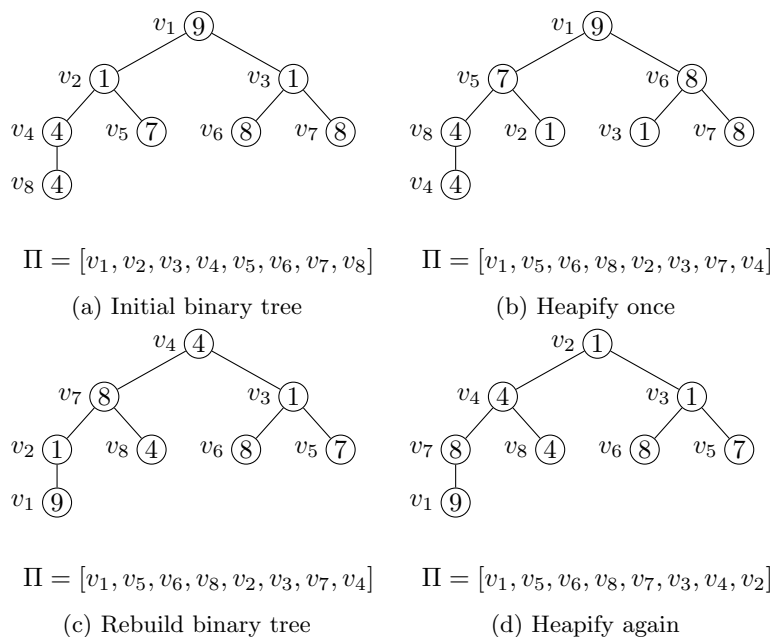 v₁ 9 v₁ 9
v₂ 1 v₃ 1 v₅ 7 v₆ 8
v₄ 4 v₅ 7 v₆ 8 v₇ 8 v₈ 4 v₂ 1 v₃ 1 v₇ 8
v₈ 4 v₄ 4
Π = [v₁, v₂, v₃, v₄, v₅, v₆, v₇, v₈] Π = [v₁, v₅, v₆, v₈, v₂, v₃, v₇, v₄]
(a) Initial binary tree (b) Heapify once
v₄ 4 v₂ 1
v₇ 8 v₃ 1 v₄ 4 v₃ 1
v₂ 1 v₈ 4 v₆ 8 v₅ 7 v₇ 8 v₈ 4 v₆ 8 v₅ 7
v₁ 9 v₁ 9
Π = [v₁, v₅, v₆, v₈, v₂, v₃, v₇, v₄] Π = [v₁, v₅, v₆, v₈, v₇, v₃, v₄, v₂]
(c) Rebuild binary tree (d) Heapify again